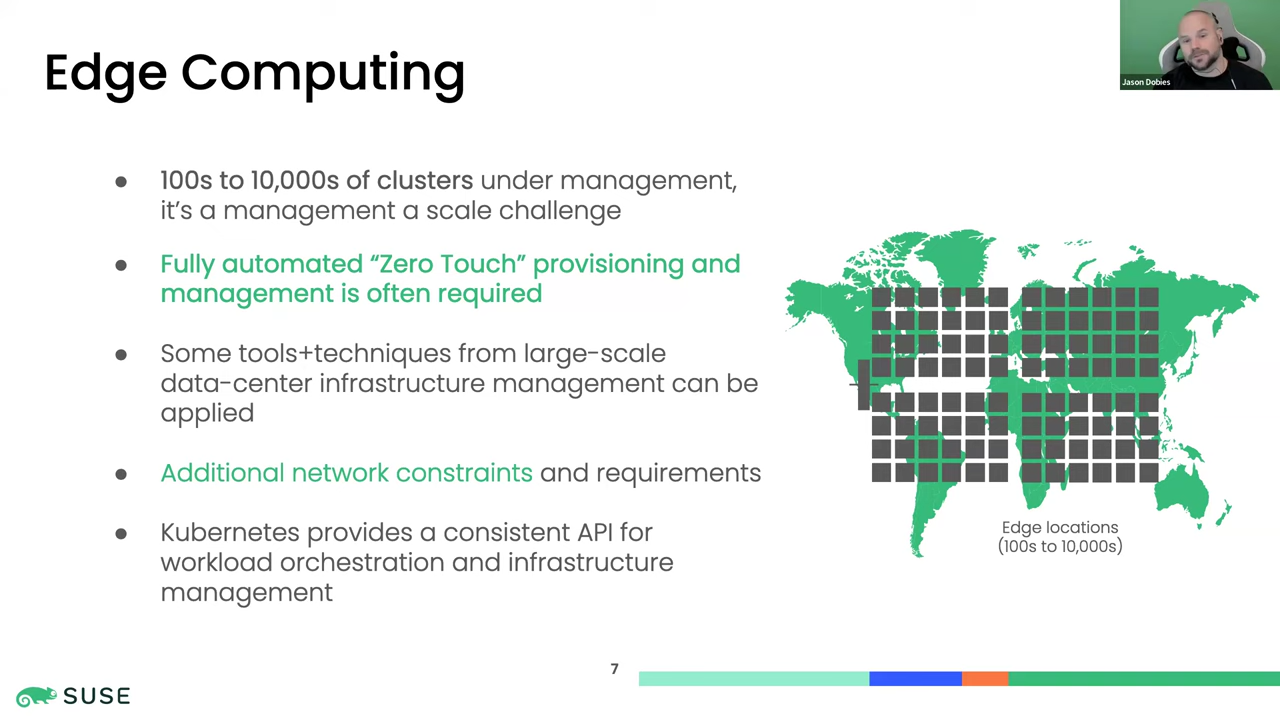 Edge Computing
Jason Dobies
● 100s to 10,000s of clusters under management,
it's a management a scale challenge
● Fully automated “Zero Touch” provisioning and
management is often required
● Some tools+techniques from large-scale
data-center infrastructure management can be
applied
● Additional network constraints and requirements
● Kubernetes provides a consistent API for
workload orchestration and infrastructure
management
Edge locations
(100s to 10,000s)
7
SUSE